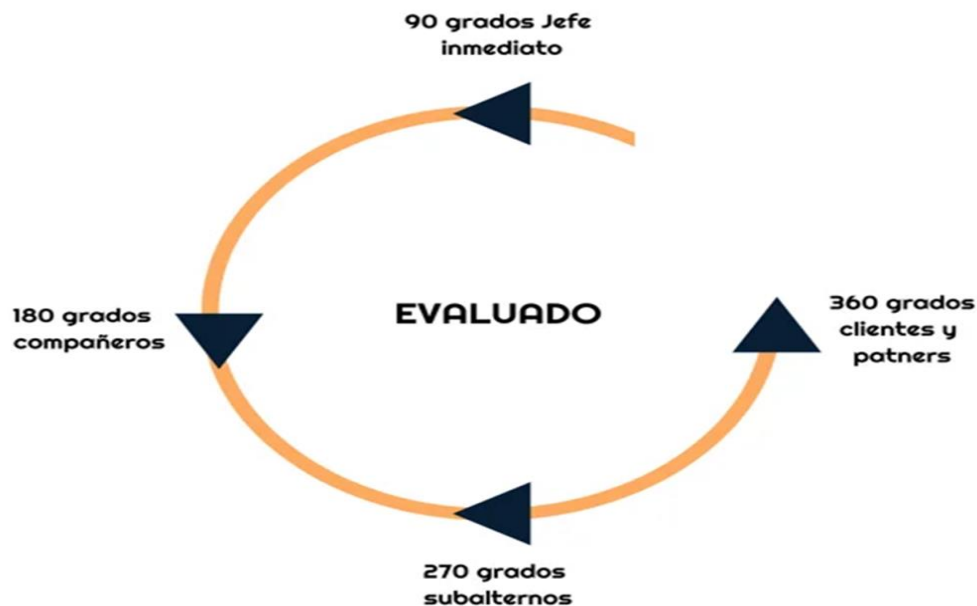 90 grados Jefe
inmediato
180 grados
compañeros
EVALUADO
360 grados
clientes y
patners
270 grados
subalternos